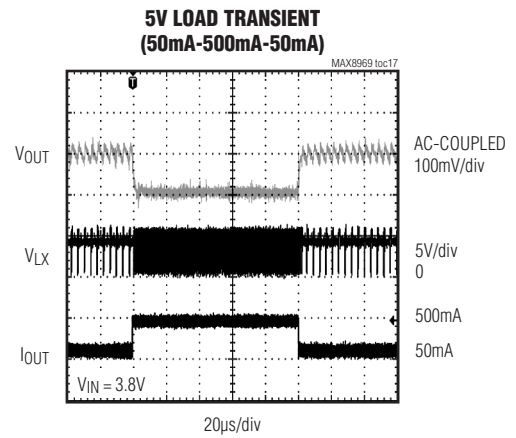 5V LOAD TRANSIENT
(50mA-500mA-50mA)
MAX8969 toc17
T
VOUT
AC-COUPLED
100mV/div
VLX
5V/div
0
500mA
IOUT
50mA
VIN = 3.8V
20µs/div